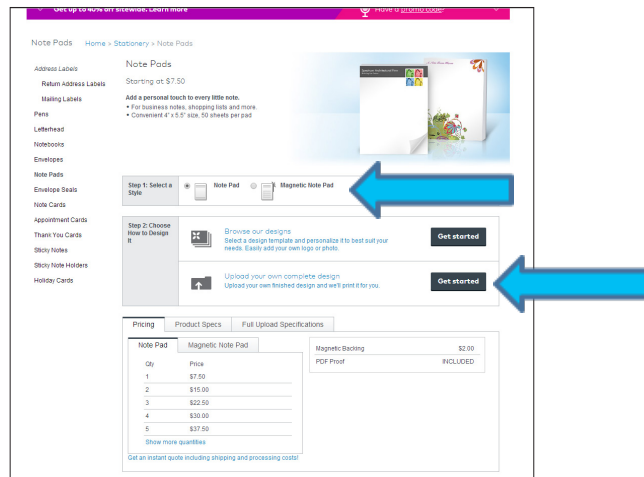 Get up to 40% off sitewide. Learn more
Have a promo code?
Note Pads Home > Stationery > Note Pads
Address Labels
Return Address Labels
Mailing Labels
Pens
Letterhead
Notebooks
Envelopes
Note Pads
Envelope Seals
Note Cards
Appointment Cards
Thank You Cards
Sticky Notes
Sticky Note Holders
Holiday Cards
Note Pads
Starting at $7.50
Add a personal touch to every little note.
• For business notes, shopping lists and more.
• Convenient 4" x 5.5" size, 50 sheets per pad
Step 1: Select a Style
Note Pad
Magnetic Note Pad
Step 2: Choose How to Design It
Browse our designs
Select a design template and personalize it to best suit your
needs. Easily add your own logo or photo.
Get started
Upload your own complete design
Upload your own finished design and we'll print it for you.
Get started
Pricing Product Specs Full Upload Specifications
Note Pad Magnetic Note Pad
Qty Price
1 $7.50
2 $15.00
3 $22.50
4 $30.00
5 $37.50
Show more quantities
Magnetic Backing $2.00
PDF Proof INCLUDED
Get an instant quote including shipping and processing costs!